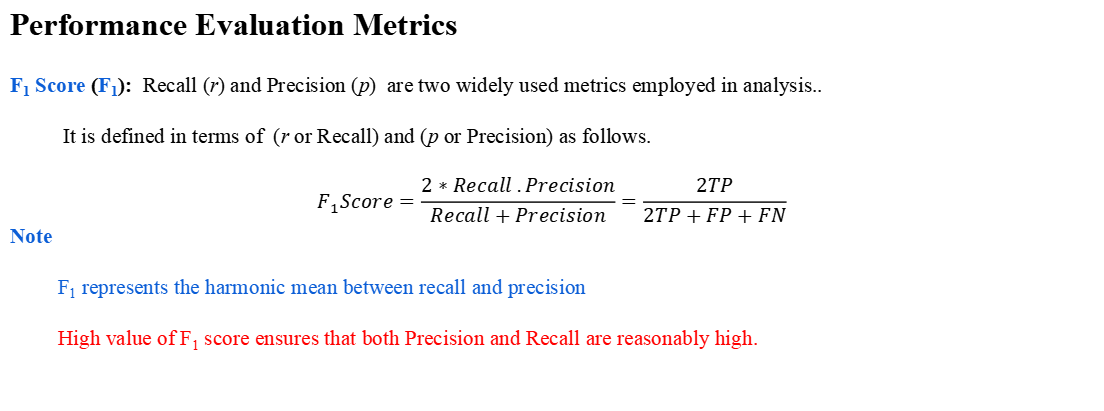 Performance Evaluation Metrics
F₁ Score (F₁): Recall (r) and Precision (p) are two widely used metrics employed in analysis..
It is defined in terms of (r or Recall) and (p or Precision) as follows.
F₁Score = 2 * Recall . Precision / Recall + Precision = 2TP / 2TP + FP + FN
Note
F₁ represents the harmonic mean between recall and precision
High value of F₁ score ensures that both Precision and Recall are reasonably high.